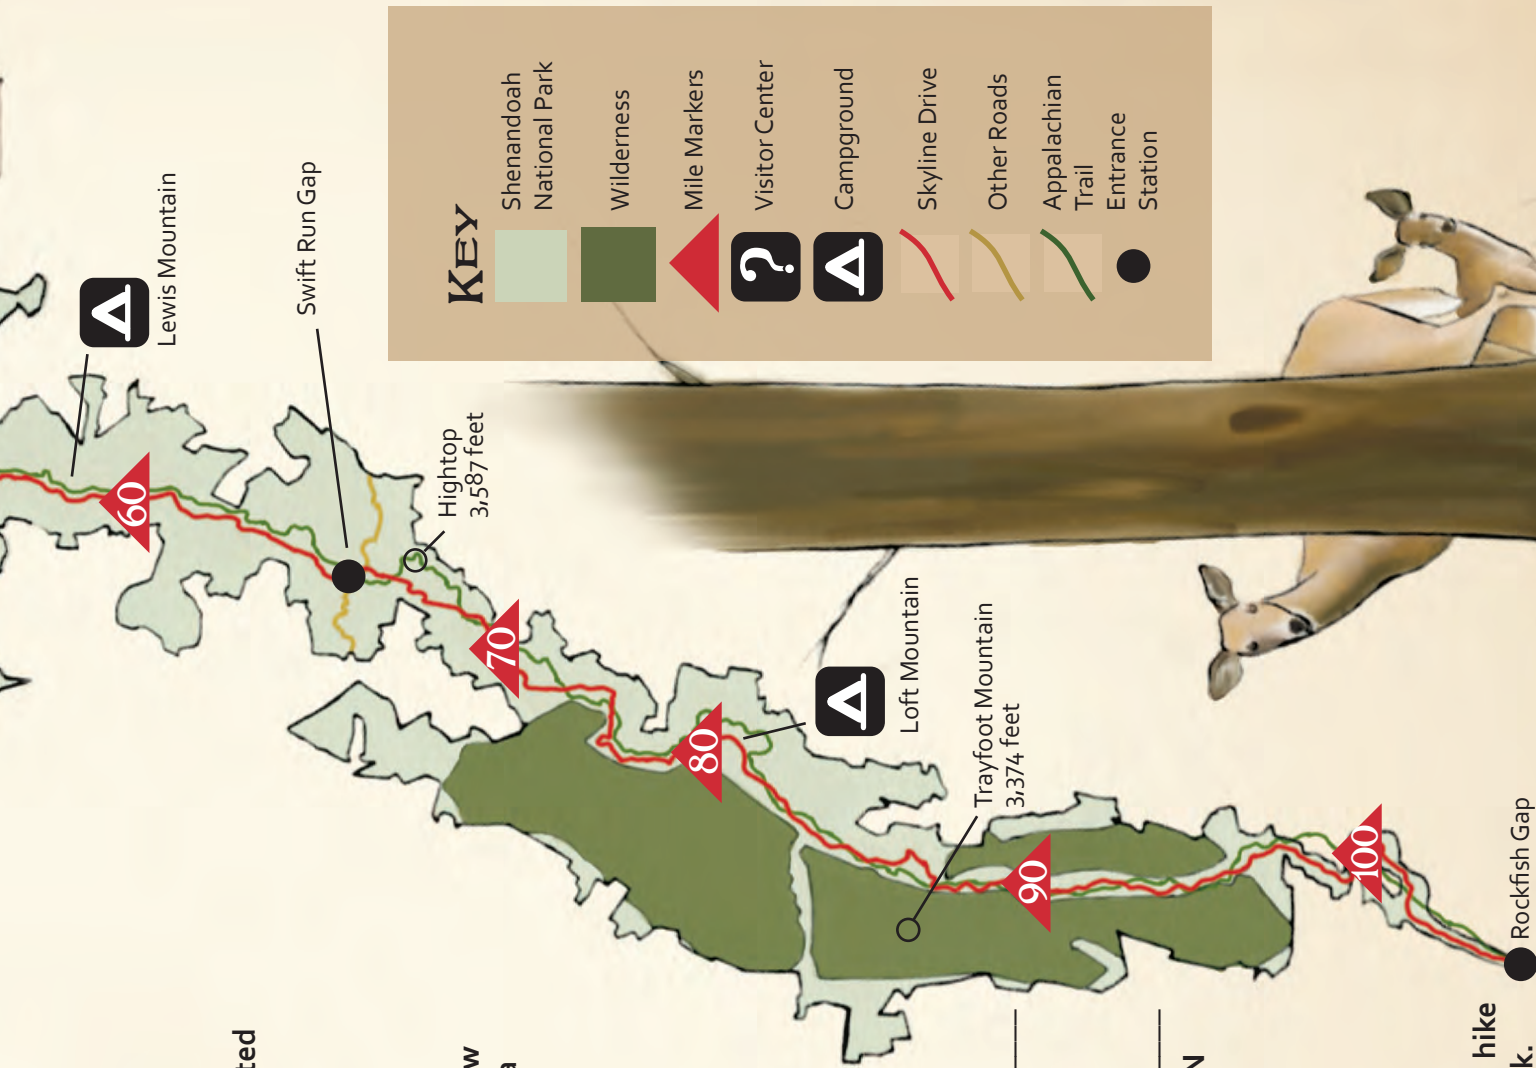 KEY
Shenandoah
National Park
Wilderness
Mile Markers
?
Visitor Center
Campground
Skyline Drive
Other Roads
Appalachian
Trail
Entrance
Station
Lewis Mountain
60
Swift Run Gap
Hightop
3,587 feet
70
80
Loft Mountain
Trayfoot Mountain
3,374 feet
90
100
Rockfish Gap
ted
w
a
N
hike
k.